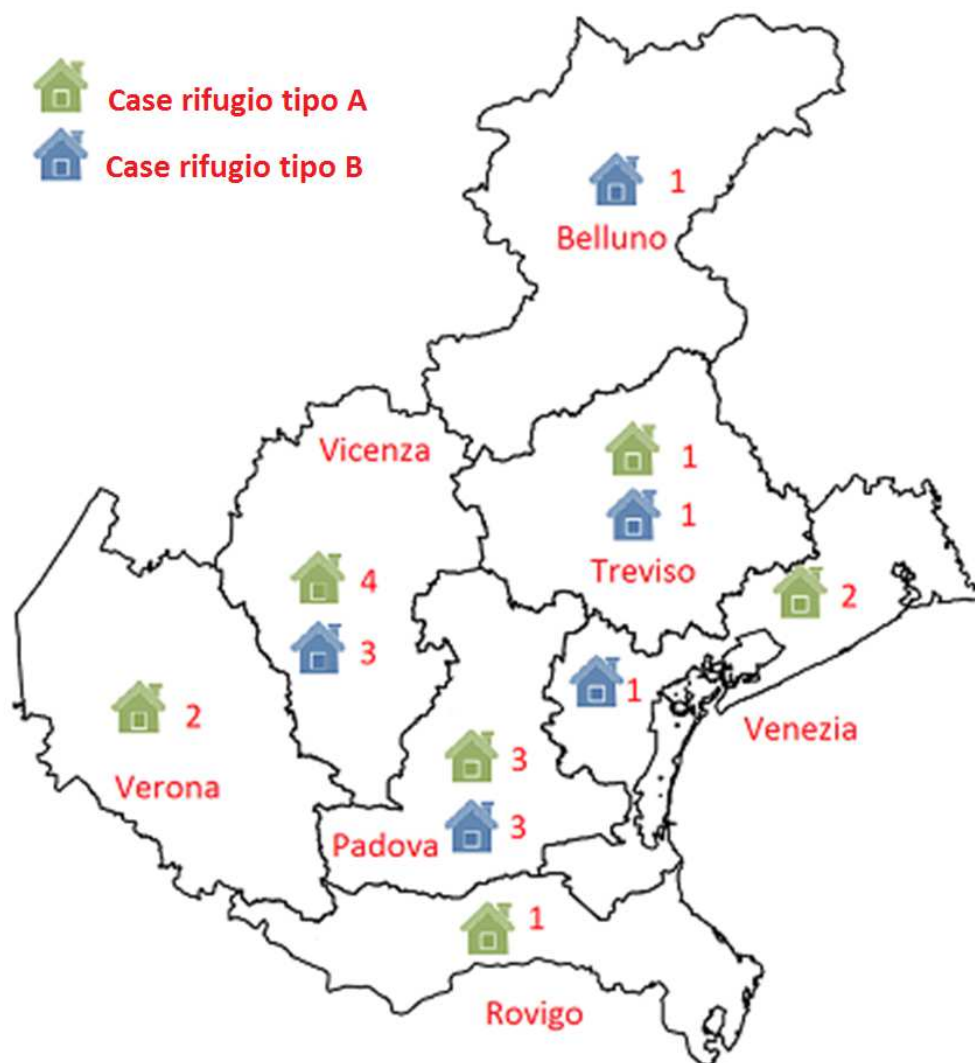 Case rifugio tipo A
Case rifugio tipo B
1
Belluno
Vicenza
1
1
Treviso
4
3
2
1
Venezia
2
Verona
3
3
Padova
1
Rovigo